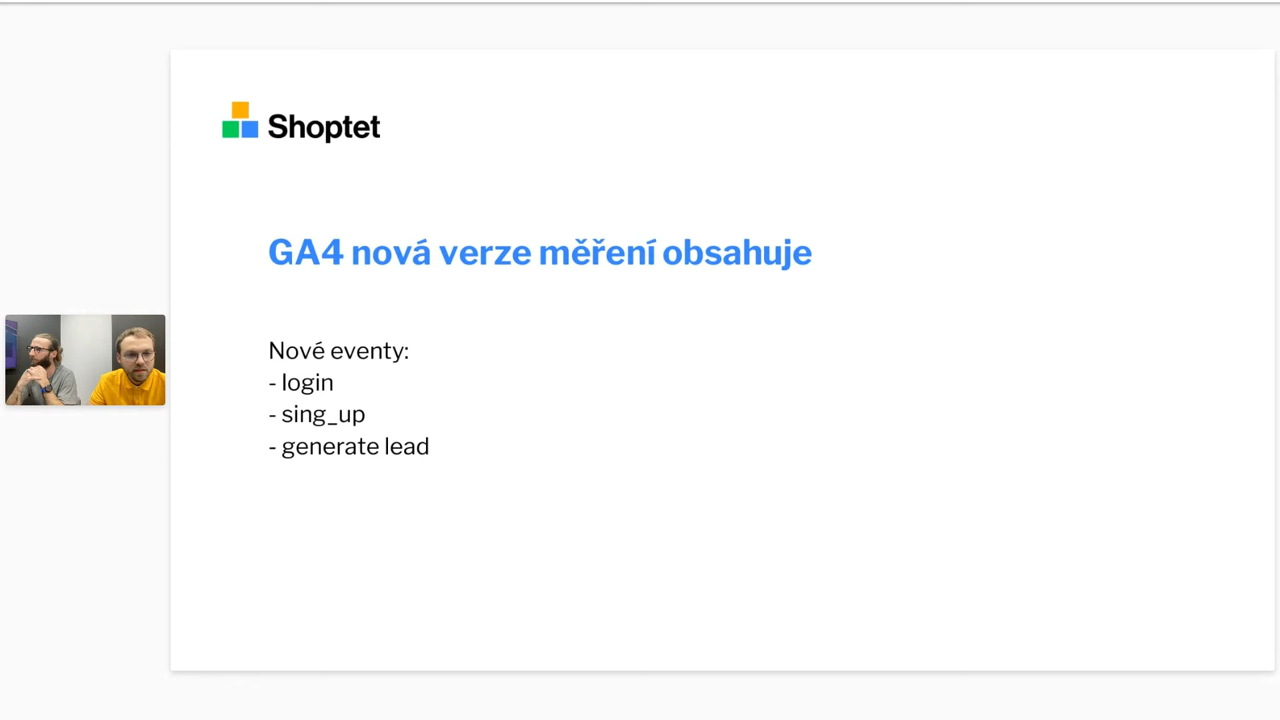 Shoptet
GA4 nová verze měření obsahuje
Nové eventy:
- login
- sing_up
- generate lead